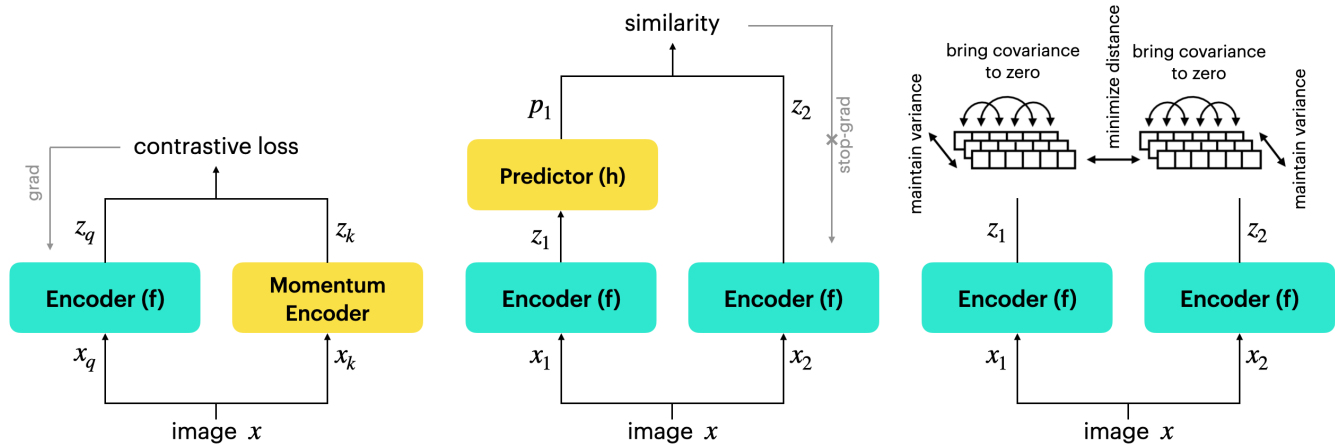 contrastive loss
grad
z_q
z_k
Encoder (f)
Momentum
Encoder
x_q
x_k
image x
similarity
stop-grad
p_1
z_2
Predictor (h)
z_1
Encoder (f)
Encoder (f)
x_1
x_2
image x
bring covariance
to zero
minimize distance
bring covariance
to zero
maintain variance
maintain variance
z_1
z_2
Encoder (f)
Encoder (f)
x_1
x_2
image x